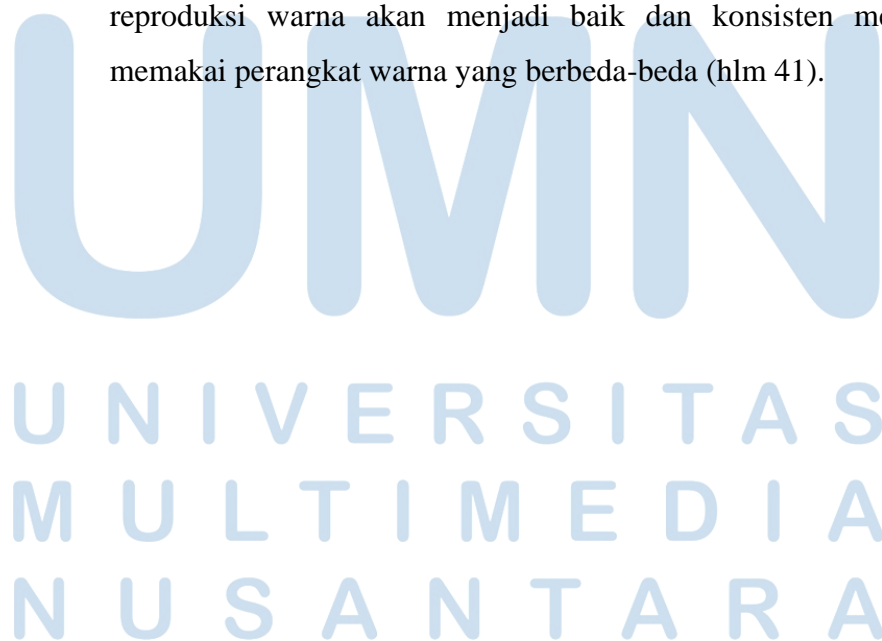 reproduksi warna akan menjadi baik dan konsisten
memakai perangkat warna yang berbeda-beda (hlm 41).
UMN
UNIVERSITAS
MULTIMEDIA
NUSANTARA